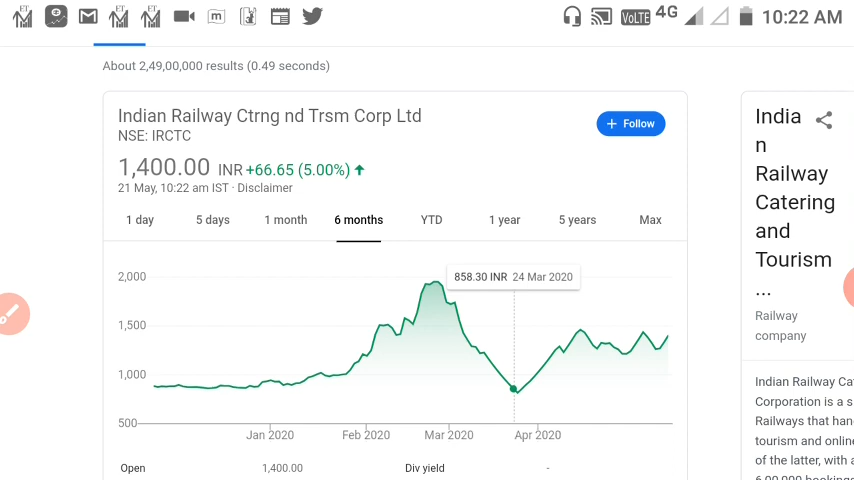 ET
ET
ET
m
VoLTE 4G 10:22 AM
About 2,49,00,000 results (0.49 seconds)
Indian Railway Ctrng nd Trsm Corp Ltd
NSE: IRCTC
+ Follow
1,400.00 INR +66.65 (5.00%)
21 May, 10:22 am IST · Disclaimer
1 day 5 days 1 month 6 months YTD 1 year 5 years Max
858.30 INR 24 Mar 2020
2,000
1,500
1,000
500
Jan 2020 Feb 2020 Mar 2020 Apr 2020
Open 1,400.00 Div yield -
India
n
Railway
Catering
and
Tourism
...
Railway
company
Indian Railway Ca
Corporation is a s
Railways that han
tourism and online
of the latter, with a